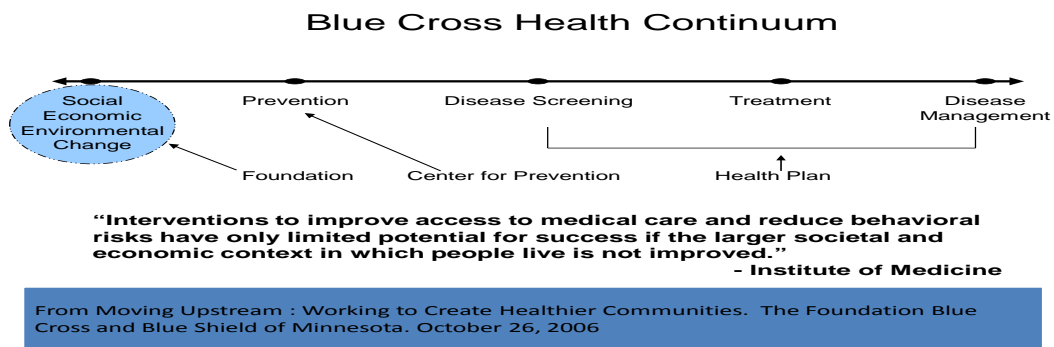 Blue Cross Health Continuum
Social
Economic
Environmental
Change
Prevention
Disease Screening
Treatment
Disease
Management
Foundation
Center for Prevention
Health Plan
“Interventions to improve access to medical care and reduce behavioral
risks have only limited potential for success if the larger societal and
economic context in which people live is not improved.”
- Institute of Medicine
From Moving Upstream : Working to Create Healthier Communities.  The Foundation Blue
Cross and Blue Shield of Minnesota. October 26, 2006